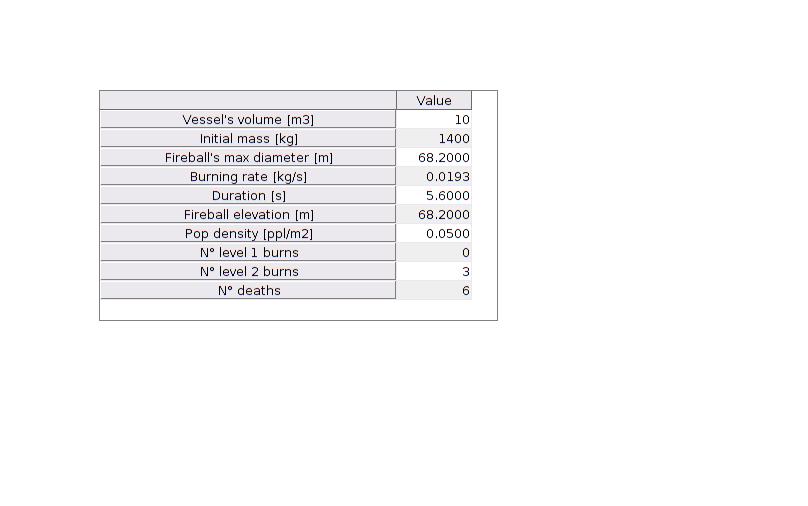 Value
Vessel's volume [m3] 10
Initial mass [kg] 1400
Fireball's max diameter [m] 68.2000
Burning rate [kg/s] 0.0193
Duration [s] 5.6000
Fireball elevation [m] 68.2000
Pop density [ppl/m2] 0.0500
N° level 1 burns 0
N° level 2 burns 3
N° deaths 6